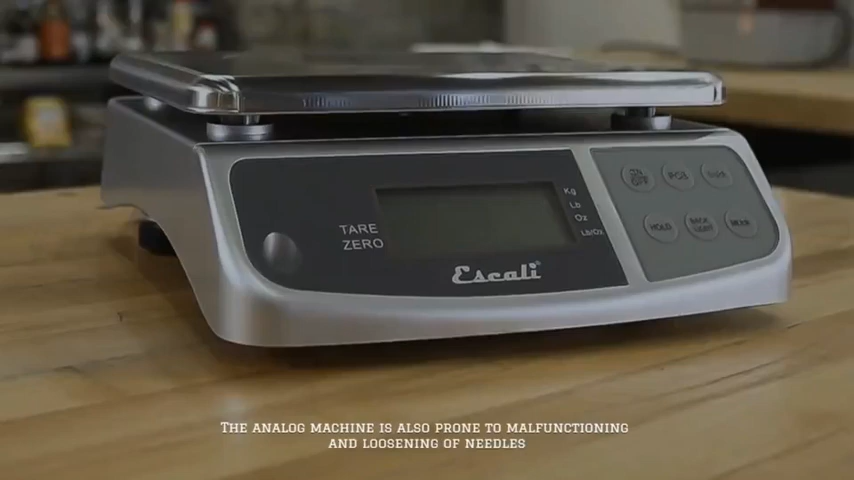 TARE
ZERO
Kg
Lb
Oz
Lb/Oz
Escali
ON
OFF
PCS
HOLD
BACK
LIGHT
THE ANALOG MACHINE IS ALSO PRONE TO MALFUNCTIONING
AND LOOSENING OF NEEDLES